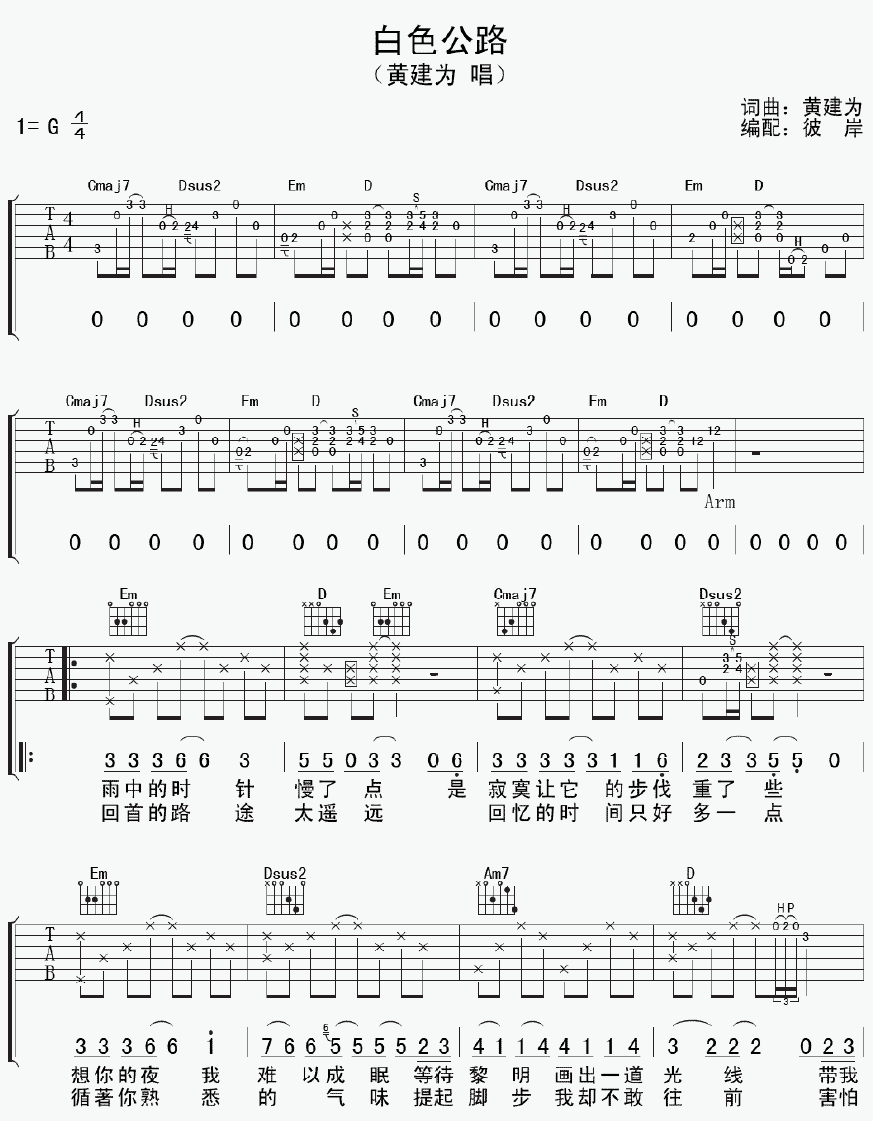 白色公路
（黄建为 唱）
词曲：黄建为
1= G 4/4
编配：彼 岸
Cmaj7 Dsus2 Em D Cmaj7 Dsus2 Em D
0 0 0 0 0 0 0 0 0 0 0 0 0 0 0 0
Cmaj7 Dsus2 Em D Cmaj7 Dsus2 Em D
Arm
0 0 0 0 0 0 0 0 0 0 0 0 0 0 0 0 0 0 0 0
Em D Em Cmaj7 Dsus2
3 3 3 6 6 3 5 5 0 3 3 0 6 3 3 3 3 3 1 1 6 2 3 3 5 5 0
雨中的时 针 慢了 点 是 寂寞让它 的步伐 重了 些
回首的路 途 太遥 远 回忆的时 间只好 多一 点
Em Dsus2 Am7 D
H P
3 3 3 6 6 1 7 6 6 5 5 5 5 2 3 4 1 1 4 4 1 1 4 3 2 2 2 0 2 3
想你的夜 我 难 以成 眠 等待 黎 明 画出一道 光 线 带我
循著你熟 悉 的 气 味 提起 脚 步 我却不敢 往 前 害怕